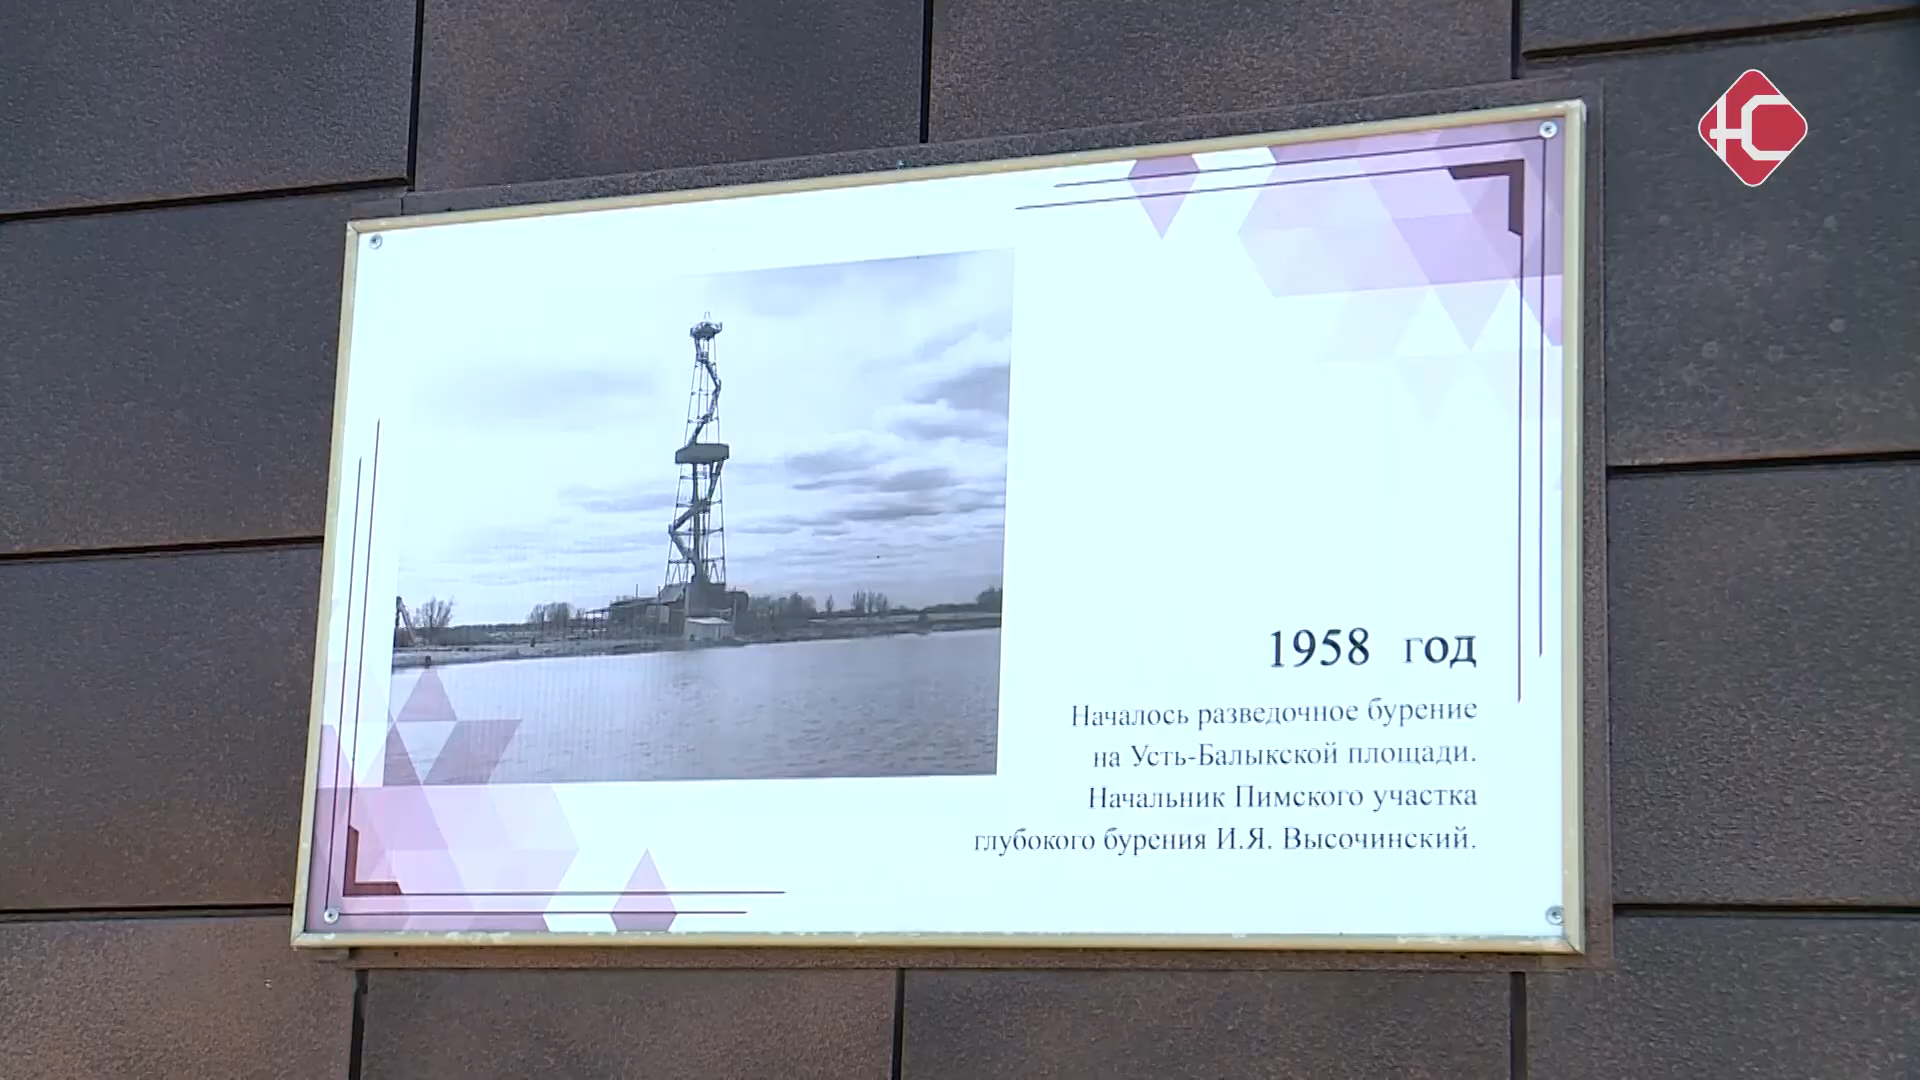 1958 год
Началось разведочное бурение
на Усть-Балыкской площади.
Начальник Пимского участка
глубокого бурения И.Я. Высочинский.